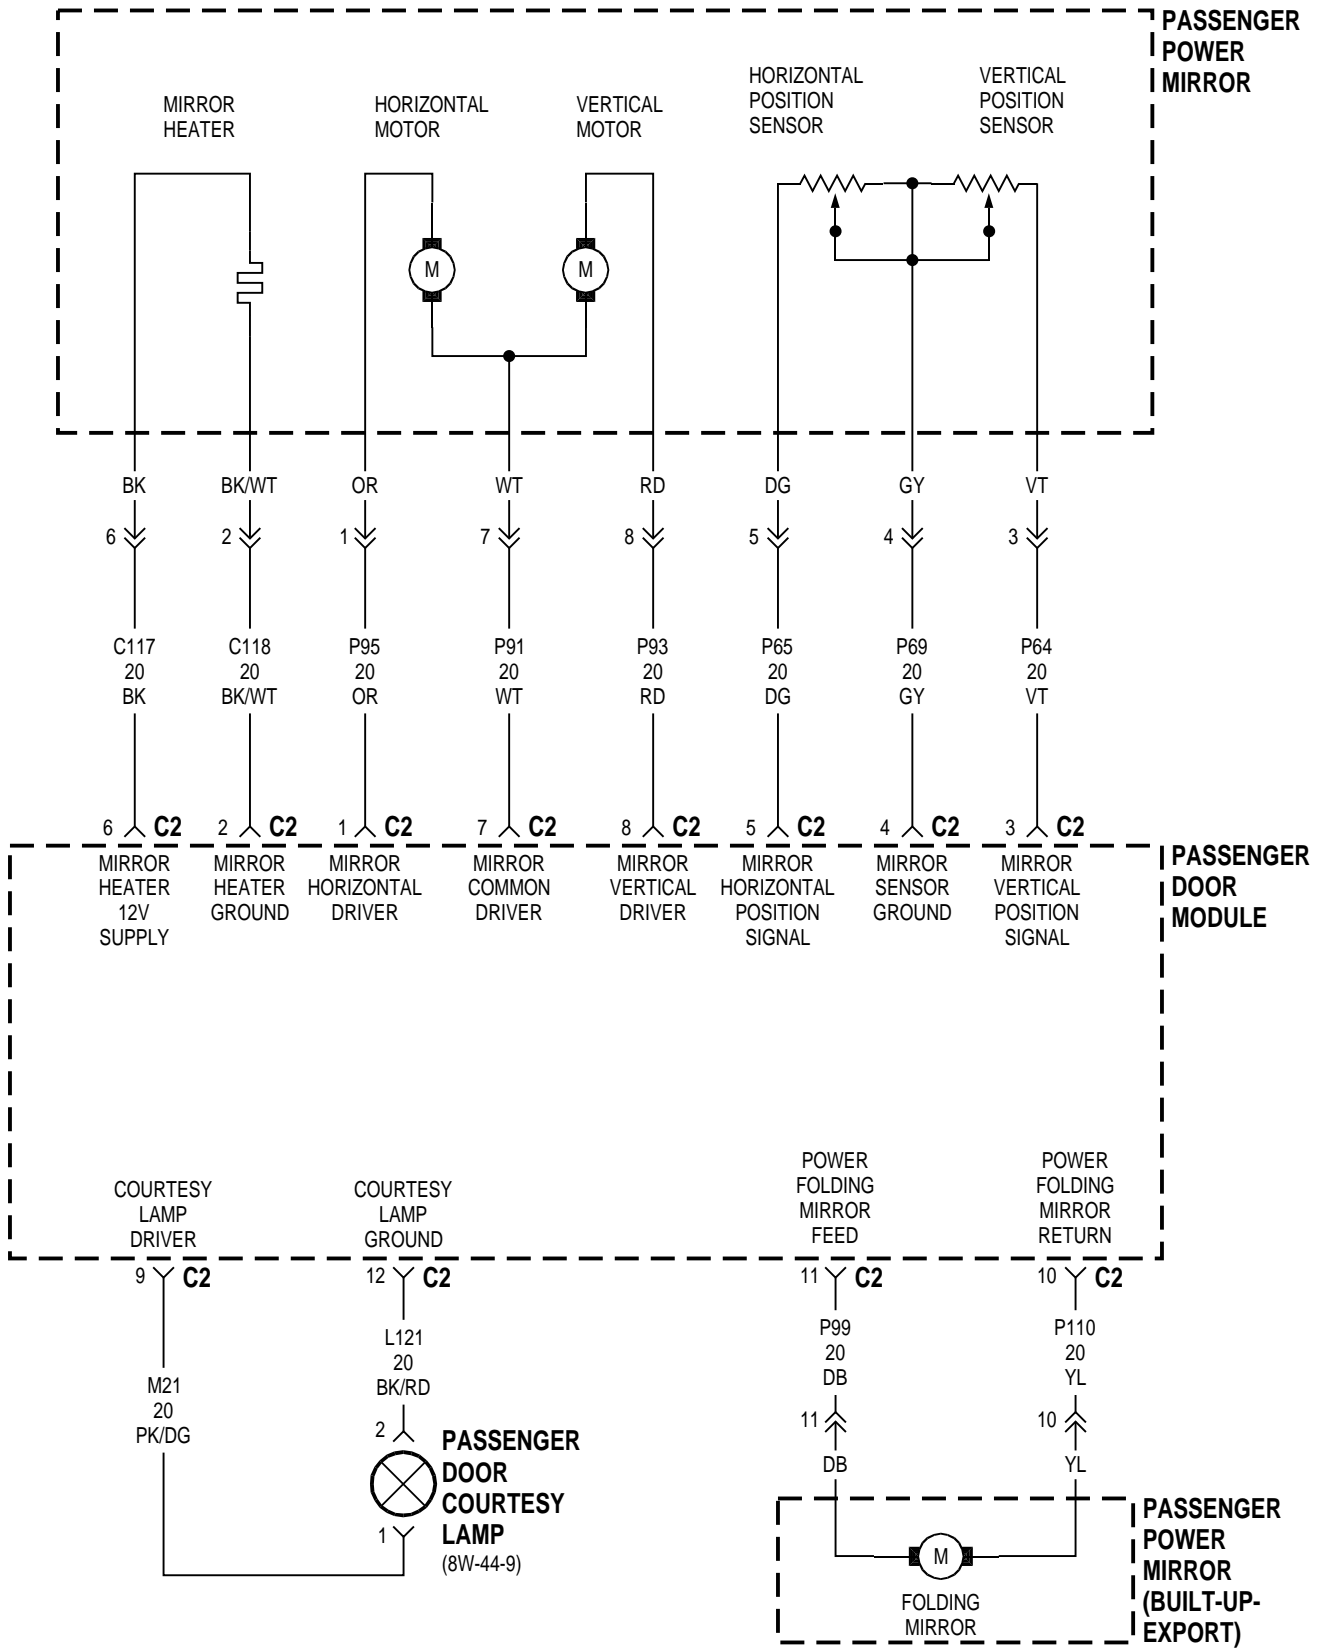 PASSENGER
POWER
MIRROR
MIRROR
HEATER
HORIZONTAL
MOTOR
VERTICAL
MOTOR
HORIZONTAL
POSITION
SENSOR
VERTICAL
POSITION
SENSOR
M M
BK BK/WT OR WT RD DG GY VT
6 2 1 7 8 5 4 3
C117 C118 P95 P91 P93 P65 P69 P64
20 20 20 20 20 20 20 20
BK BK/WT OR WT RD DG GY VT
6 C2 2 C2 1 C2 7 C2 8 C2 5 C2 4 C2 3 C2
PASSENGER
DOOR
MODULE
MIRROR
HEATER
12V
SUPPLY
MIRROR
HEATER
GROUND
MIRROR
HORIZONTAL
DRIVER
MIRROR
COMMON
DRIVER
MIRROR
VERTICAL
DRIVER
MIRROR
HORIZONTAL
POSITION
SIGNAL
MIRROR
SENSOR
GROUND
MIRROR
VERTICAL
POSITION
SIGNAL
COURTESY
LAMP
DRIVER
COURTESY
LAMP
GROUND
POWER
FOLDING
MIRROR
FEED
POWER
FOLDING
MIRROR
RETURN
9 C2 12 C2 11 C2 10 C2
M21
20
PK/DG
L121
20
BK/RD
2
PASSENGER
DOOR
COURTESY
LAMP
(8W-44-9)
1
P99
20
DB
11
DB
P110
20
YL
10
YL
M
FOLDING
MIRROR
PASSENGER
POWER
MIRROR
(BUILT-UP-
EXPORT)